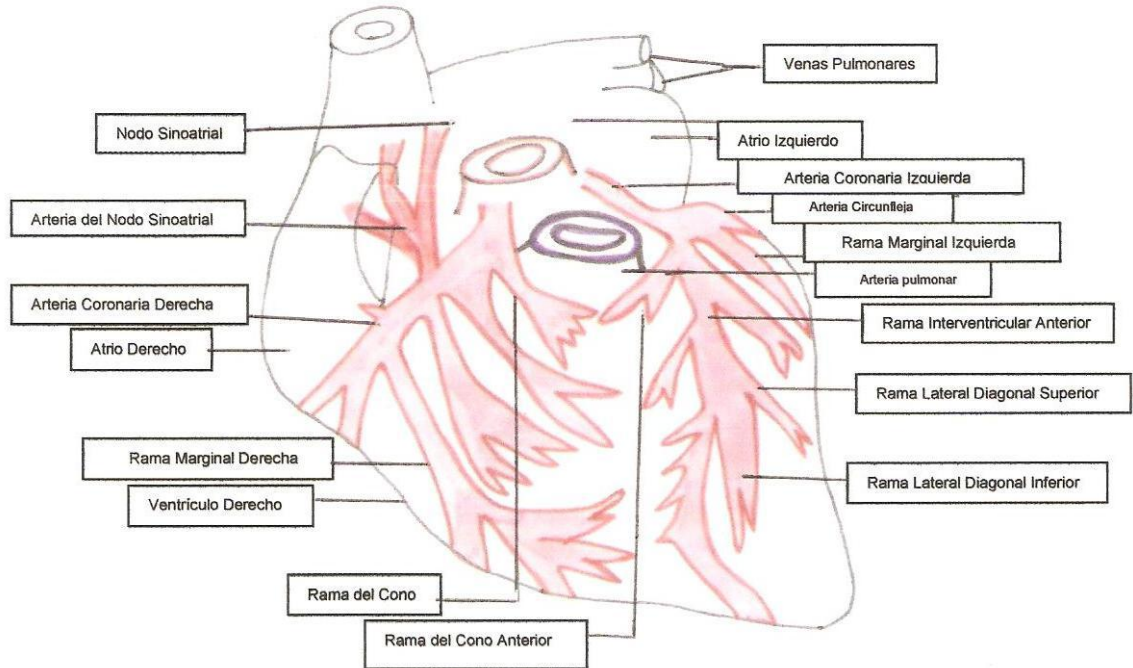 Venas Pulmonares
Nodo Sinoatrial
Atrio Izquierdo
Arteria Coronaria Izquierda
Arteria del Nodo Sinoatrial
Arteria Circunfleja
Rama Marginal Izquierda
Arteria pulmonar
Arteria Coronaria Derecha
Rama Interventricular Anterior
Atrio Derecho
Rama Lateral Diagonal Superior
Rama Marginal Derecha
Rama Lateral Diagonal Inferior
Ventrículo Derecho
Rama del Cono
Rama del Cono Anterior